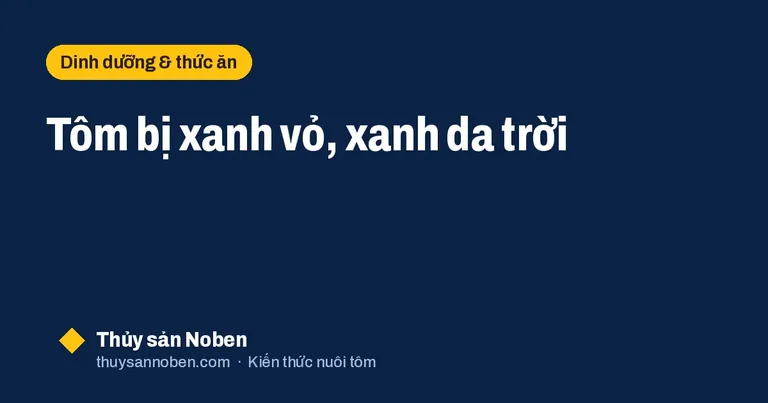 Dinh dưỡng & thức ăn
Tôm bị xanh vỏ, xanh da trời
Thủy sản Noben
thuysannoben.com · Kiến thức nuôi tôm